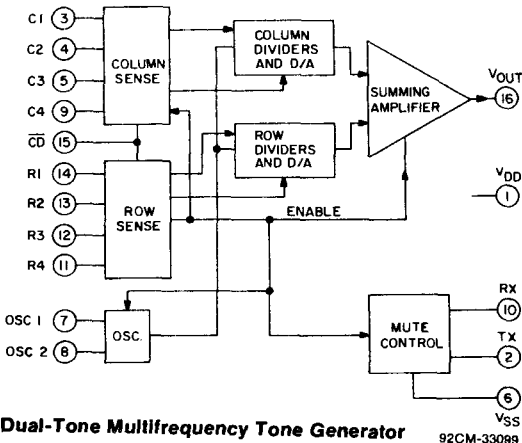 C1 3
C2 4
C3 5
C4 9
CD 15
R1 14
R2 13
R3 12
R4 11
OSC 1 7
OSC 2 8
COLUMN
SENSE
ROW
SENSE
OSC.
COLUMN
DIVIDERS
AND D/A
ROW
DIVIDERS
AND D/A
ENABLE
SUMMING
AMPLIFIER
MUTE
CONTROL
VOUT
16
VDD
1
RX
10
TX
2
6
VSS
Dual-Tone Multifrequency Tone Generator
92CM-33099